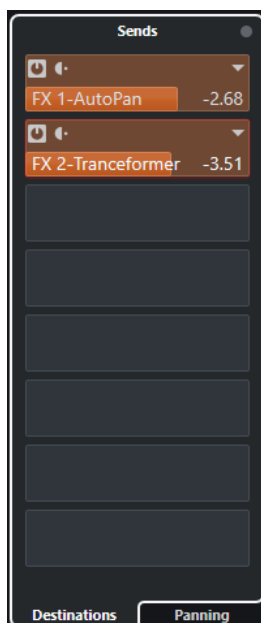 Sends
FX 1-AutoPan -2.68
FX 2-Tranceformer -3.51
Destinations Panning